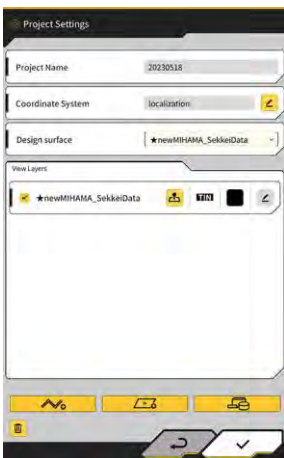 Project Settings
Project Name 20230518
Coordinate System localization
Design surface ★newMIHAMA_SekkeiData
View Layers
★newMIHAMA_SekkeiData TIN